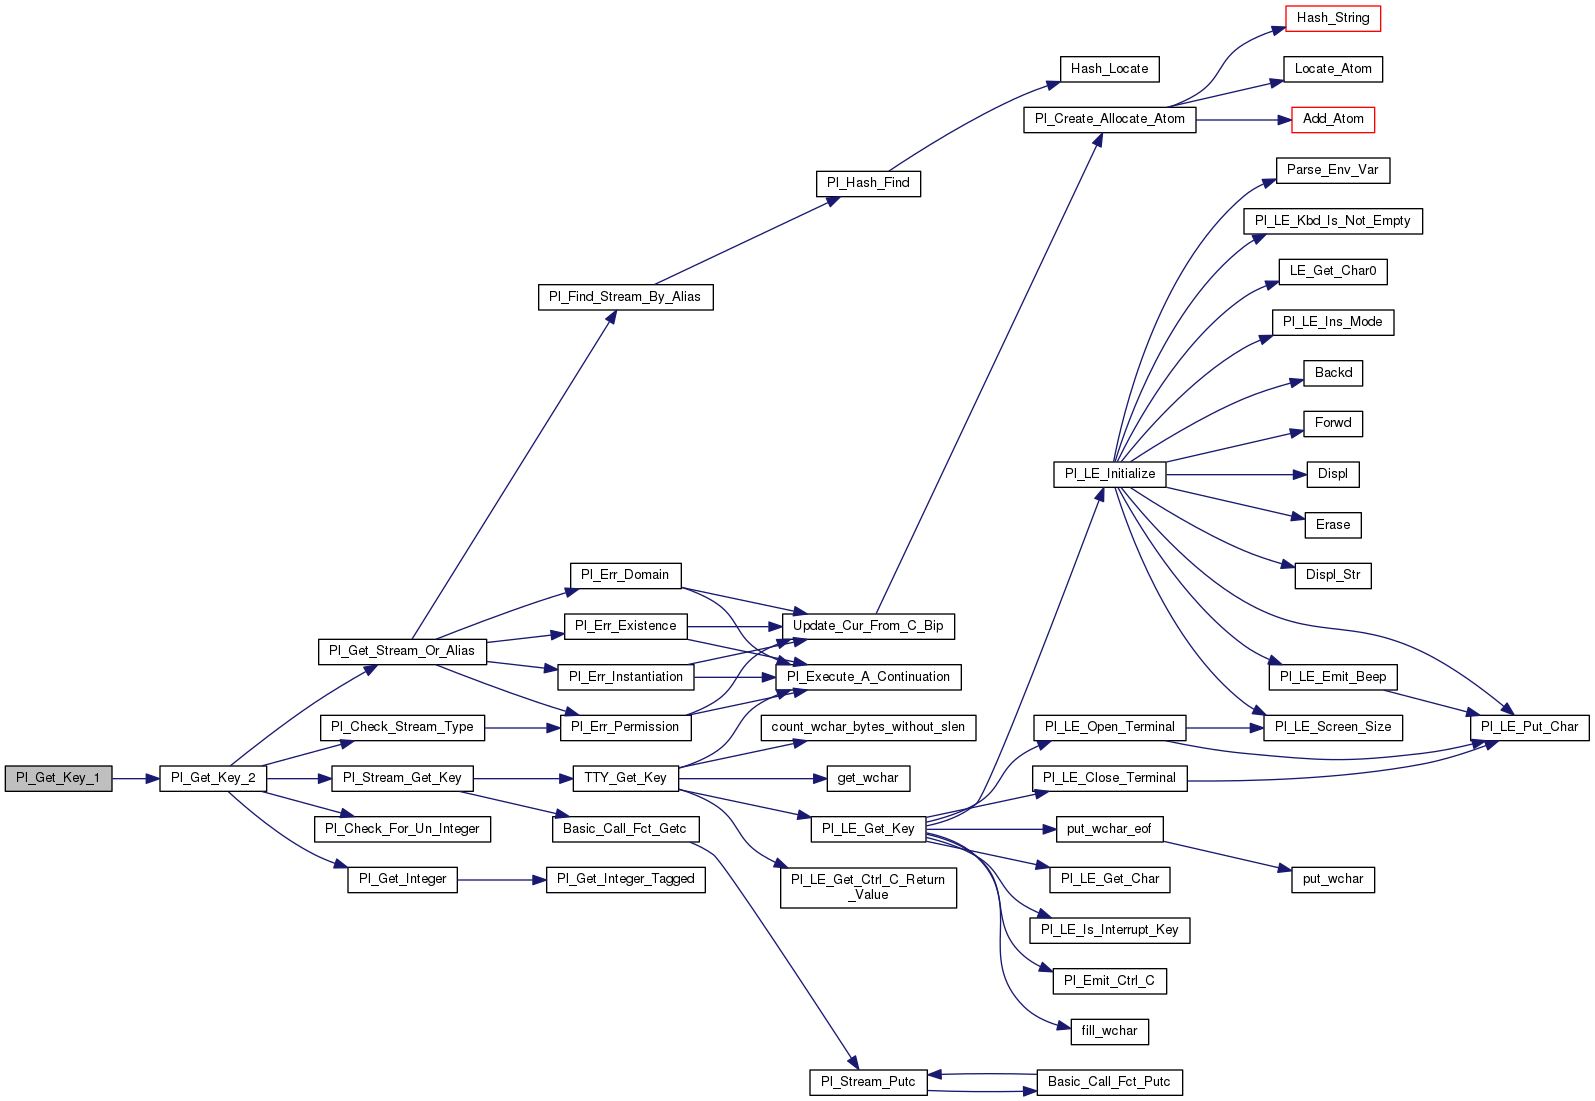 Hash_String
Hash_Locate
Locate_Atom
Pl_Create_Allocate_Atom
Add_Atom
Parse_Env_Var
Pl_Hash_Find
Pl_LE_Kbd_Is_Not_Empty
LE_Get_Char0
Pl_Find_Stream_By_Alias
Pl_LE_Ins_Mode
Backd
Forwd
Pl_LE_Initialize
Displ
Erase
Pl_Err_Domain
Displ_Str
Pl_Err_Existence
Update_Cur_From_C_Bip
Pl_Get_Stream_Or_Alias
Pl_Err_Instantiation
Pl_Execute_A_Continuation
Pl_LE_Emit_Beep
Pl_Check_Stream_Type
Pl_Err_Permission
count_wchar_bytes_without_slen
Pl_LE_Open_Terminal
Pl_LE_Screen_Size
Pl_LE_Put_Char
Pl_Get_Key_1
Pl_Get_Key_2
Pl_Stream_Get_Key
TTY_Get_Key
get_wchar
Pl_LE_Close_Terminal
Pl_Check_For_Un_Integer
Basic_Call_Fct_Getc
Pl_LE_Get_Key
put_wchar_eof
Pl_Get_Integer
Pl_Get_Integer_Tagged
Pl_LE_Get_Ctrl_C_Return
_Value
Pl_LE_Get_Char
put_wchar
Pl_LE_Is_Interrupt_Key
Pl_Emit_Ctrl_C
fill_wchar
Pl_Stream_Putc
Basic_Call_Fct_Putc